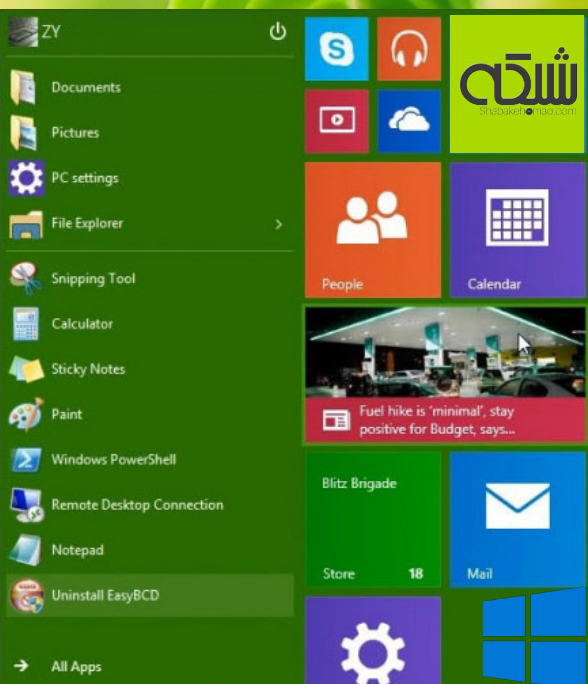 ZY
Documents
Pictures
PC settings
File Explorer
Snipping Tool
Calculator
Sticky Notes
Paint
Windows PowerShell
Remote Desktop Connection
Notepad
Uninstall EasyBCD
All Apps
شبکه
Shabakehomao.com
People
Calendar
Fuel hike is 'minimal', stay
positive for Budget, says...
Blitz Brigade
Store 18
Mail